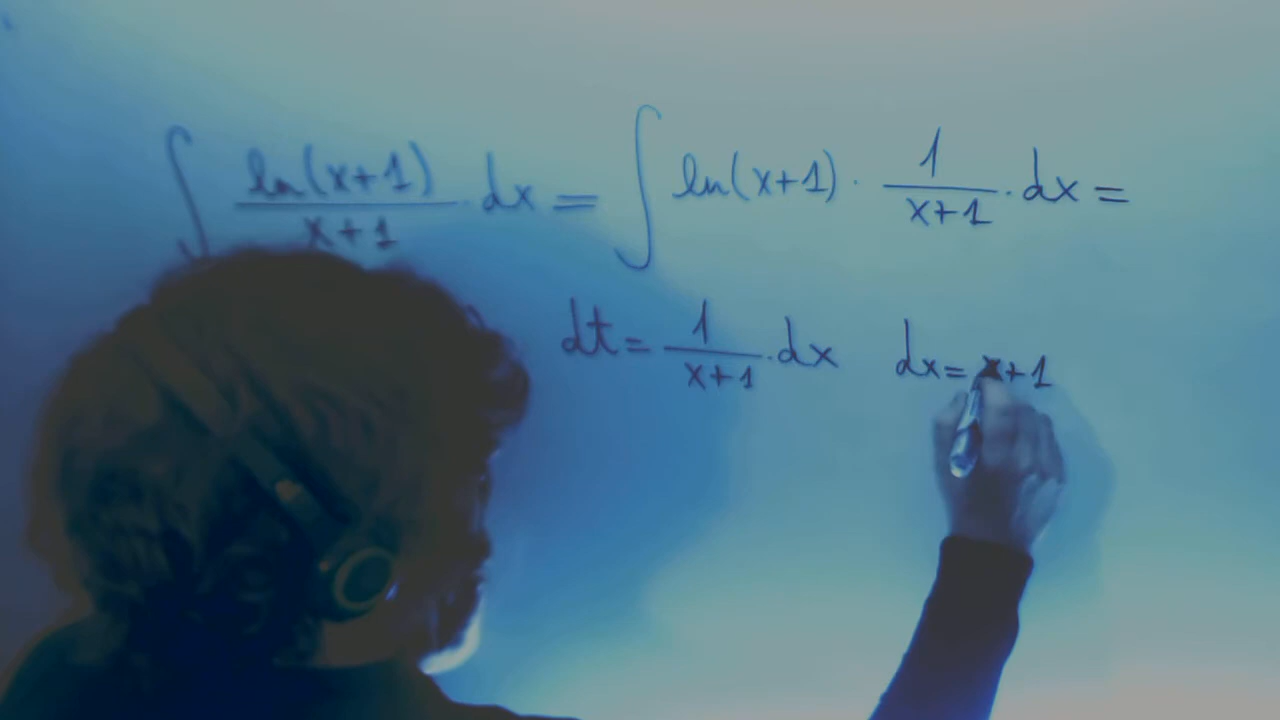 ∫ ln(x+1)/x+1 · dx = ∫ ln(x+1) · 1/x+1 · dx =
dt = 1/x+1 · dx dx = x+1